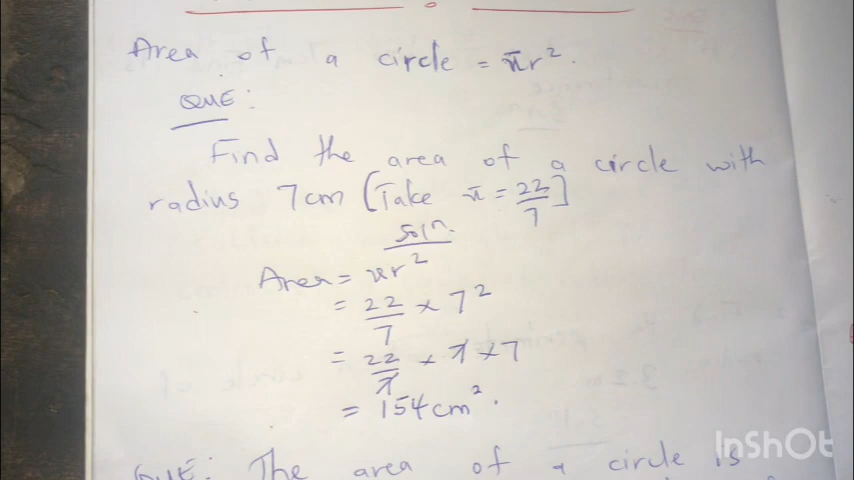 Area of a circle = πr².
QUE:
Find the area of a circle with
radius 7cm [Take π = 22/7]
Soln.
Area = πr²
= 22/7 × 7²
= 22/7 × 7 × 7
= 154cm².
QUE: The area of a circle is
InShOt